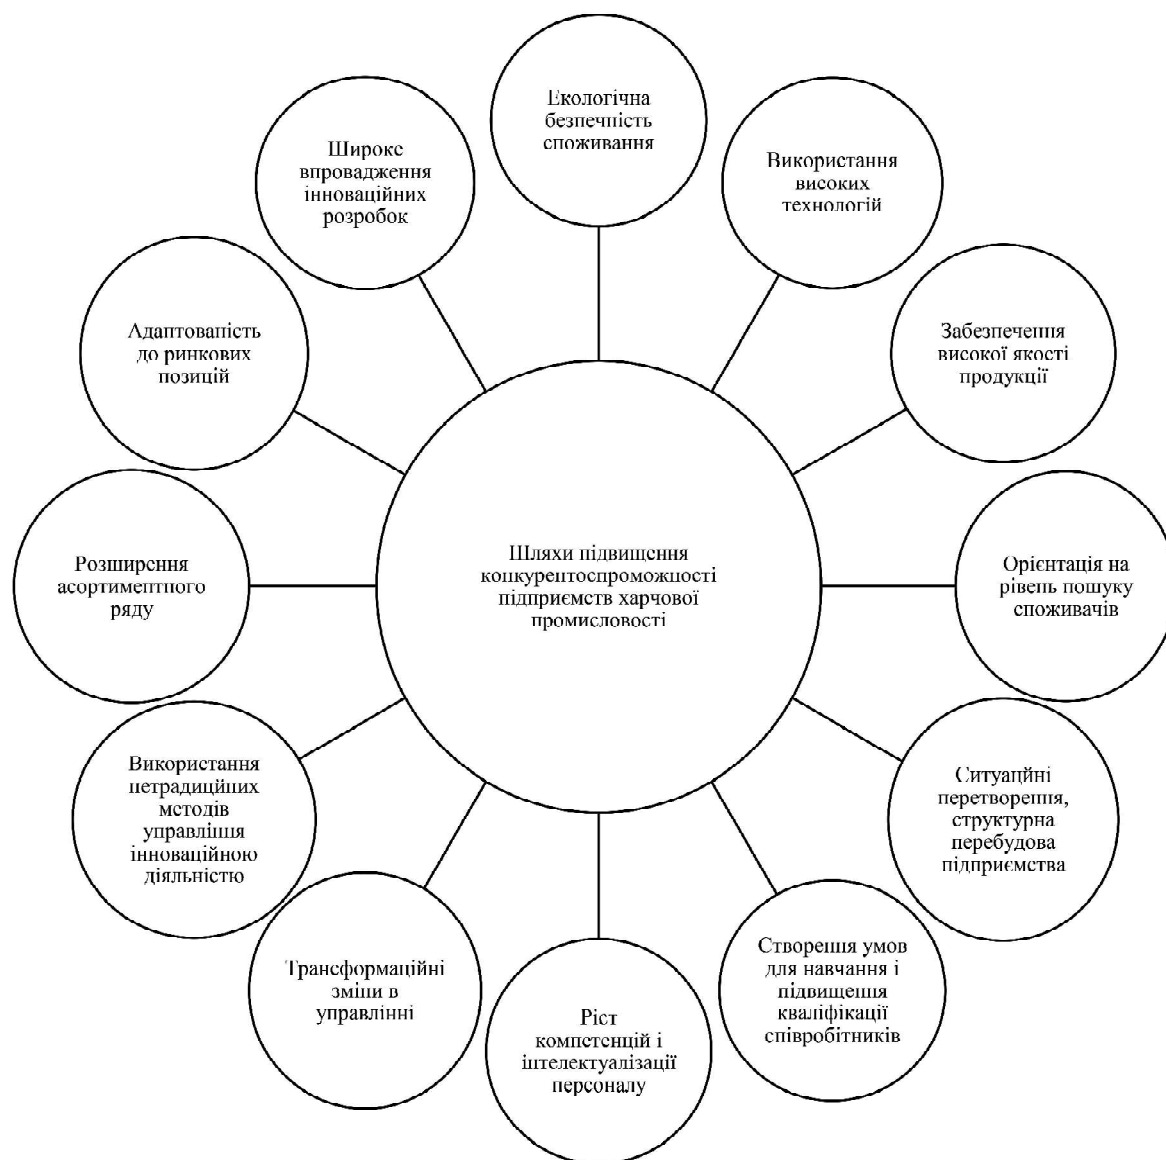 Екологічна
безпечність
споживання
Використання
високих
технологій
Забезпечення
високої якості
продукції
Орієнтація на
рівень пошуку
споживачів
Ситуаційні
перетворення,
структурна
перебудова
підприємства
Створення умов
для навчання і
підвищення
кваліфікації
співробітників
Ріст
компетенцій і
інтелектуалізації
персоналу
Трансформаційні
зміни в
управлінні
Використання
нетрадиційних
методів
управління
інноваційною
діяльністю
Розширення
асортиментного
ряду
Адаптованість
до ринкових
позицій
Широке
впровадження
інноваційних
розробок
Шляхи підвищення
конкурентоспроможності
підприємств харчової
промисловості